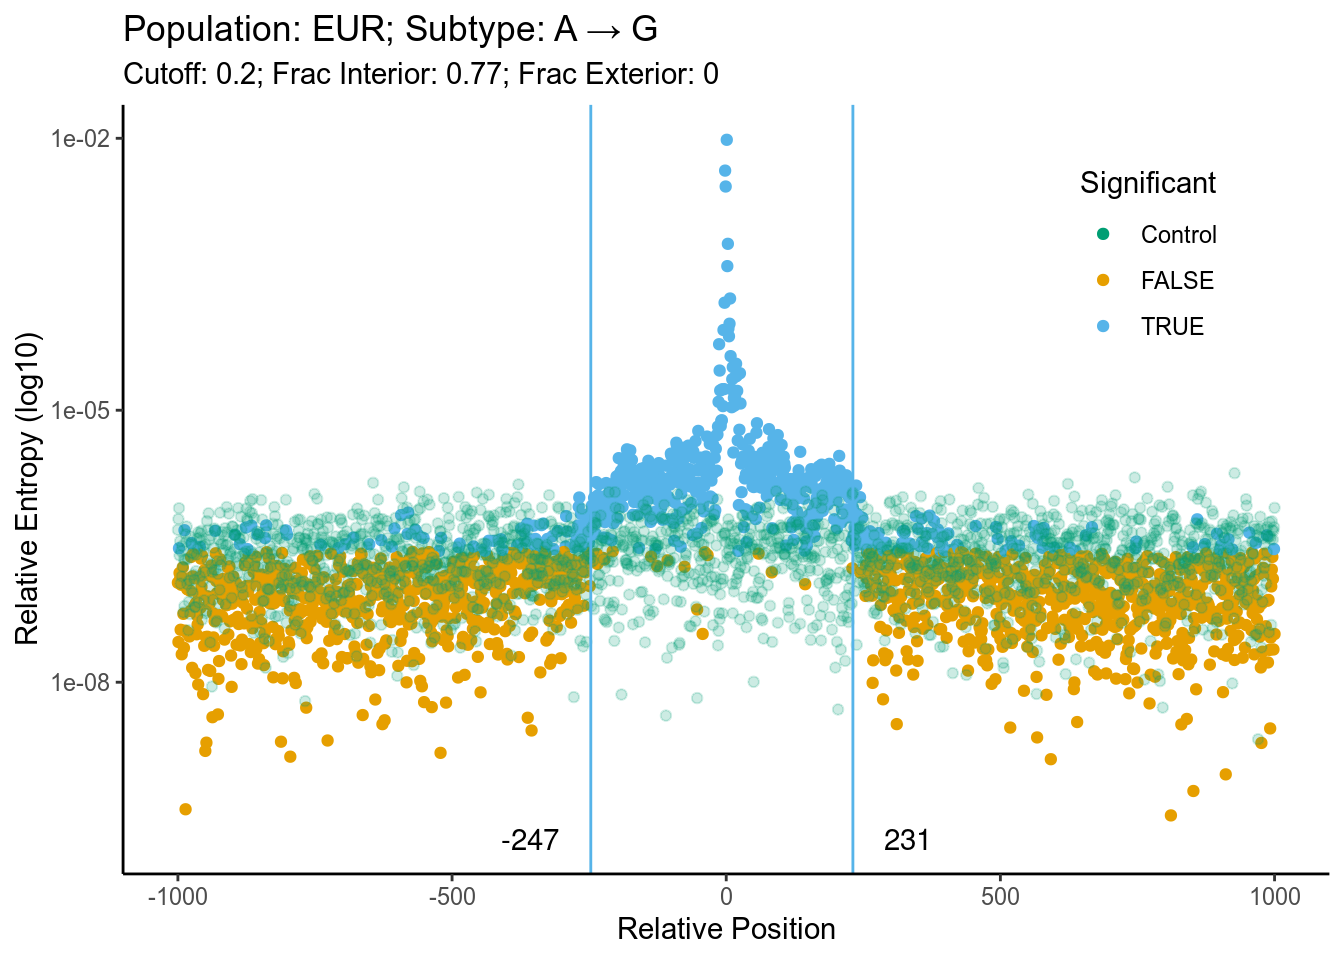 Population: EUR; Subtype: A → G
Cutoff: 0.2; Frac Interior: 0.77; Frac Exterior: 0
1e-02
1e-05
1e-08
Relative Entropy (log10)
Significant
Control
FALSE
TRUE
-247
231
-1000
-500
0
500
1000
Relative Position